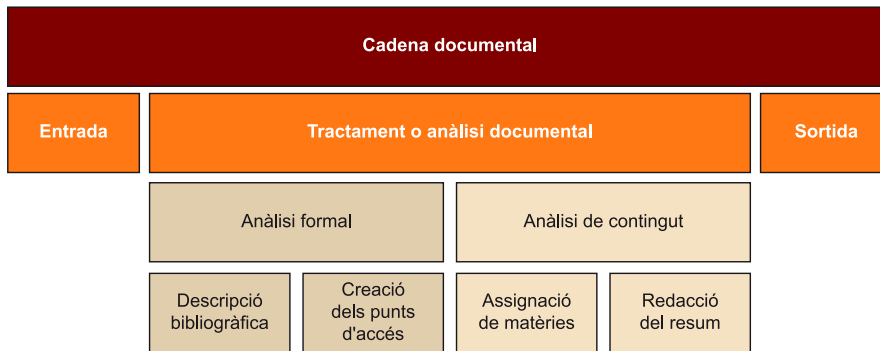 Cadena documental
Entrada
Tractament o anàlisi documental
Sortida
Anàlisi formal
Anàlisi de contingut
Descripció
bibliogràfica
Creació
dels punts
d'accés
Assignació
de matèries
Redacció
del resum